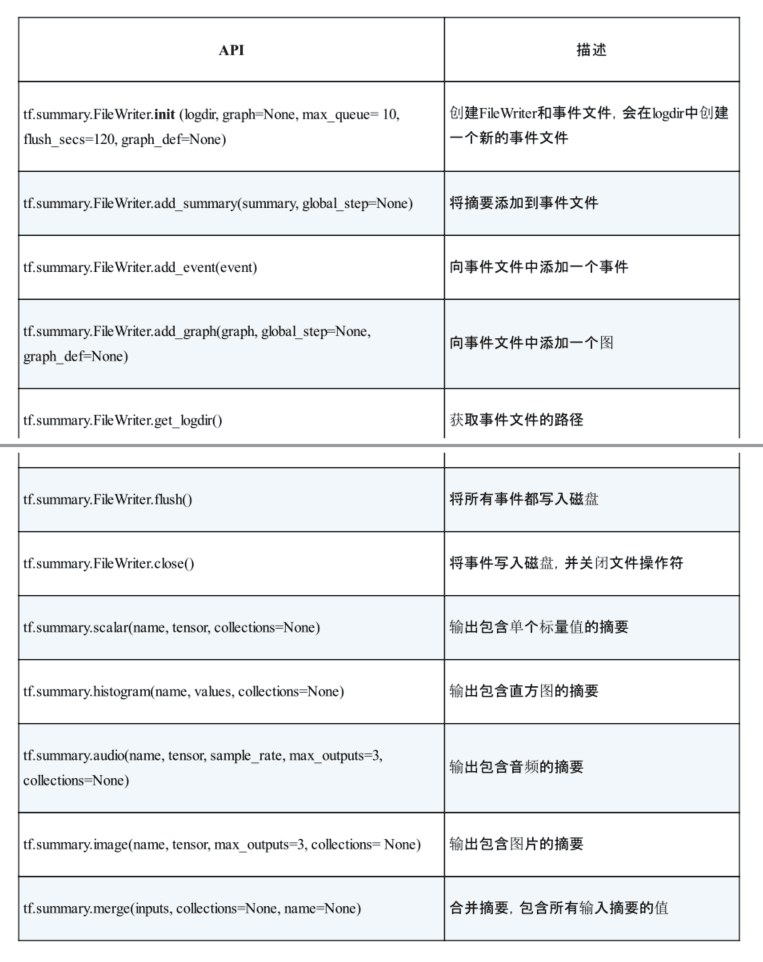 API 描述
tf.summary.FileWriter.init (logdir, graph=None, max_queue= 10,
flush_secs=120, graph_def=None)
创建FileWriter和事件文件,会在logdir中创建
一个新的事件文件
tf.summary.FileWriter.add_summary(summary, global_step=None) 将摘要添加到事件文件
tf.summary.FileWriter.add_event(event) 向事件文件中添加一个事件
tf.summary.FileWriter.add_graph(graph, global_step=None,
graph_def=None)
向事件文件中添加一个图
tf.summary.FileWriter.get_logdir() 获取事件文件的路径
tf.summary.FileWriter.flush() 将所有事件都写入磁盘
tf.summary.FileWriter.close() 将事件写入磁盘,并关闭文件操作符
tf.summary.scalar(name, tensor, collections=None) 输出包含单个标量值的摘要
tf.summary.histogram(name, values, collections=None) 输出包含直方图的摘要
tf.summary.audio(name, tensor, sample_rate, max_outputs=3,
collections=None)
输出包含音频的摘要
tf.summary.image(name, tensor, max_outputs=3, collections= None) 输出包含图片的摘要
tf.summary.merge(inputs, collections=None, name=None) 合并摘要,包含所有输入摘要的值